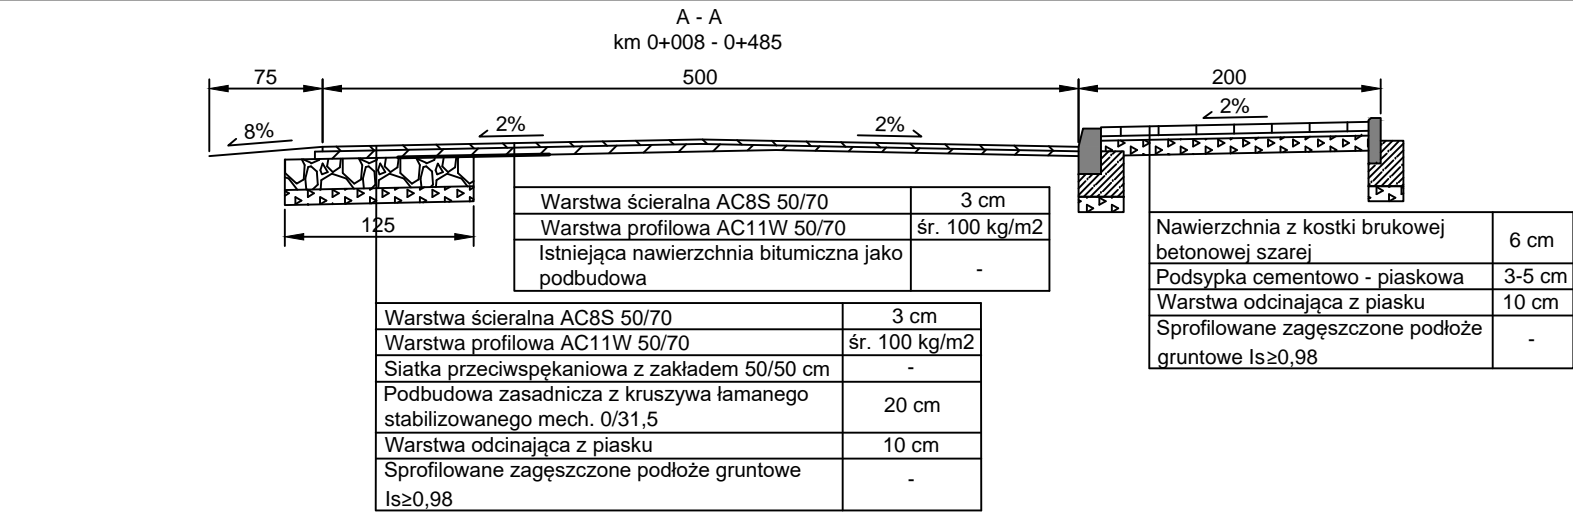 A - A
km 0+008 - 0+485
75
500
200
8%
2%
2%
2%
125
Warstwa ścieralna AC8S 50/70
3 cm
Warstwa profilowa AC11W 50/70
śr. 100 kg/m2
Istniejąca nawierzchnia bitumiczna jako
podbudowa
-
Nawierzchnia z kostki brukowej
betonowej szarej
6 cm
Podsypka cementowo - piaskowa
3-5 cm
Warstwa odcinająca z piasku
10 cm
Sprofilowane zagęszczone podłoże
gruntowe Is≥0,98
-
Warstwa ścieralna AC8S 50/70
3 cm
Warstwa profilowa AC11W 50/70
śr. 100 kg/m2
Siatka przeciwspękaniowa z zakładem 50/50 cm
-
Podbudowa zasadnicza z kruszywa łamanego
stabilizowanego mech. 0/31,5
20 cm
Warstwa odcinająca z piasku
10 cm
Sprofilowane zagęszczone podłoże gruntowe
Is≥0,98
-